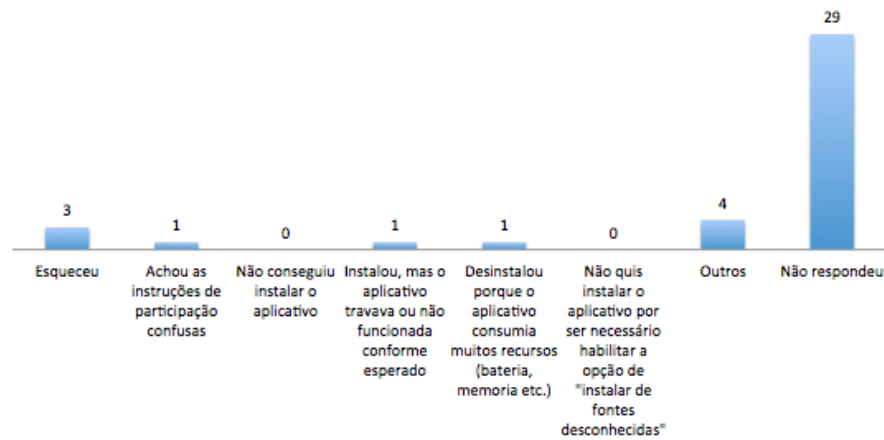 29
3
1
0
1
1
0
4
Esqueceu
Achou as
instruções de
participação
confusas
Não conseguiu
instalar o
aplicativo
Instalou, mas o
aplicativo
travava ou não
funcionada
conforme
esperado
Desinstalou
porque o
aplicativo
consumia
muitos recursos
(bateria,
memoria etc.)
Não quis
instalar o
aplicativo por
ser necessário
habilitar a
opção de
"instalar de
fontes
desconhecidas"
Outros
Não respondeu